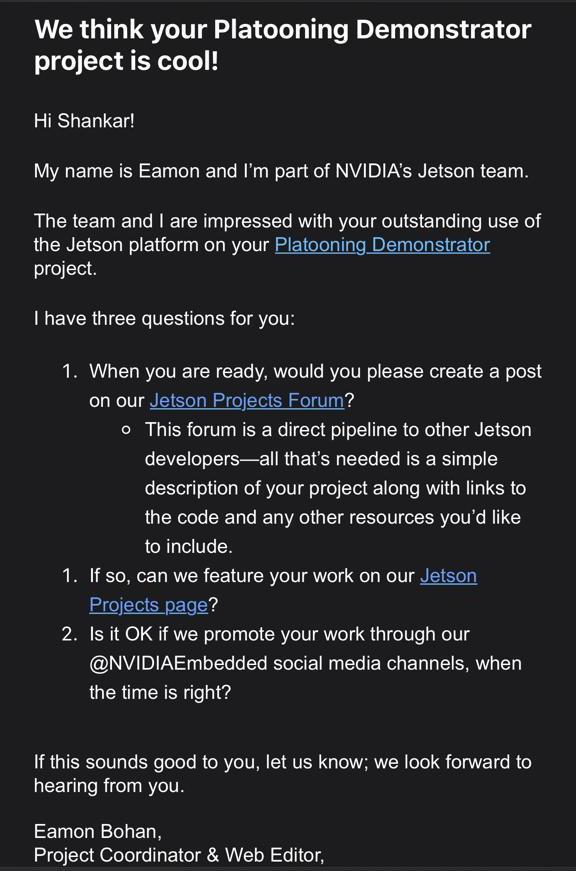 We think your Platooning Demonstrator
project is cool!
Hi Shankar!
My name is Eamon and I’m part of NVIDIA’s Jetson team.
The team and I are impressed with your outstanding use of
the Jetson platform on your Platooning Demonstrator
project.
I have three questions for you:
1. When you are ready, would you please create a post
on our Jetson Projects Forum?
○ This forum is a direct pipeline to other Jetson
developers—all that’s needed is a simple
description of your project along with links to
the code and any other resources you’d like
to include.
1. If so, can we feature your work on our Jetson
Projects page?
2. Is it OK if we promote your work through our
@NVIDIAEmbedded social media channels, when
the time is right?
If this sounds good to you, let us know; we look forward to
hearing from you.
Eamon Bohan,
Project Coordinator & Web Editor,